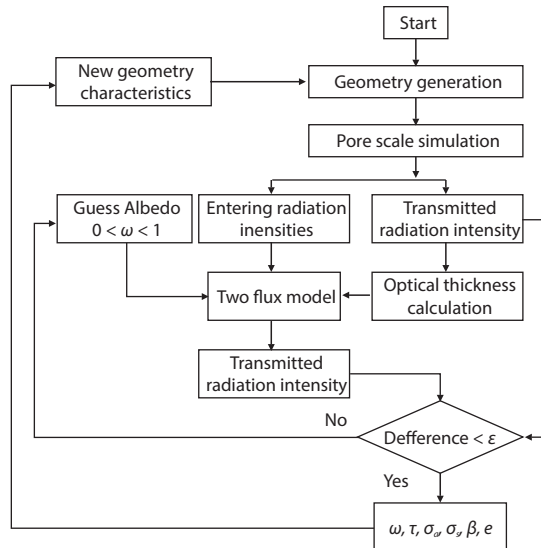 Start
New geometry
characteristics
Geometry generation
Pore scale simulation
Guess Albedo
0 < ω < 1
Entering radiation
inensities
Transmitted
radiation intensity
Two flux model
Optical thickness
calculation
Transmitted
radiation intensity
No
Defference < ε
Yes
ω, τ, σₐ, σₛ, β, e